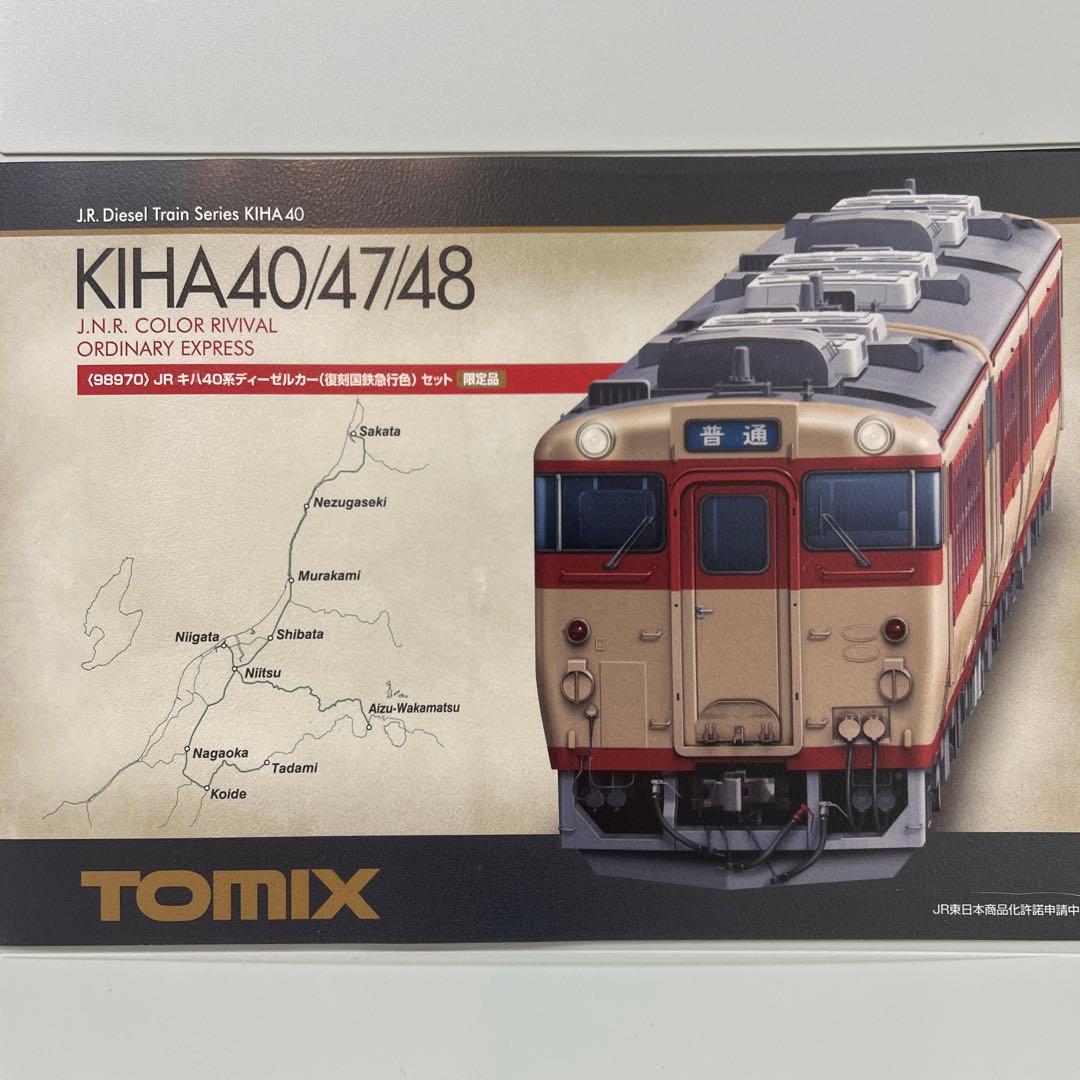 J.R. Diesel Train Series KIHA 40
KIHA40/47/48
J.N.R. COLOR RIVIVAL
ORDINARY EXPRESS
〈98970〉 JR キハ40系ディーゼルカー(復刻国鉄急行色) セット 限定品
普通
Sakata
Nezugaseki
Murakami
Niigata
Shibata
Niitsu
Aizu-Wakamatsu
Nagaoka
Tadami
Koide
TOMIX
JR東日本商品化許諾申請中